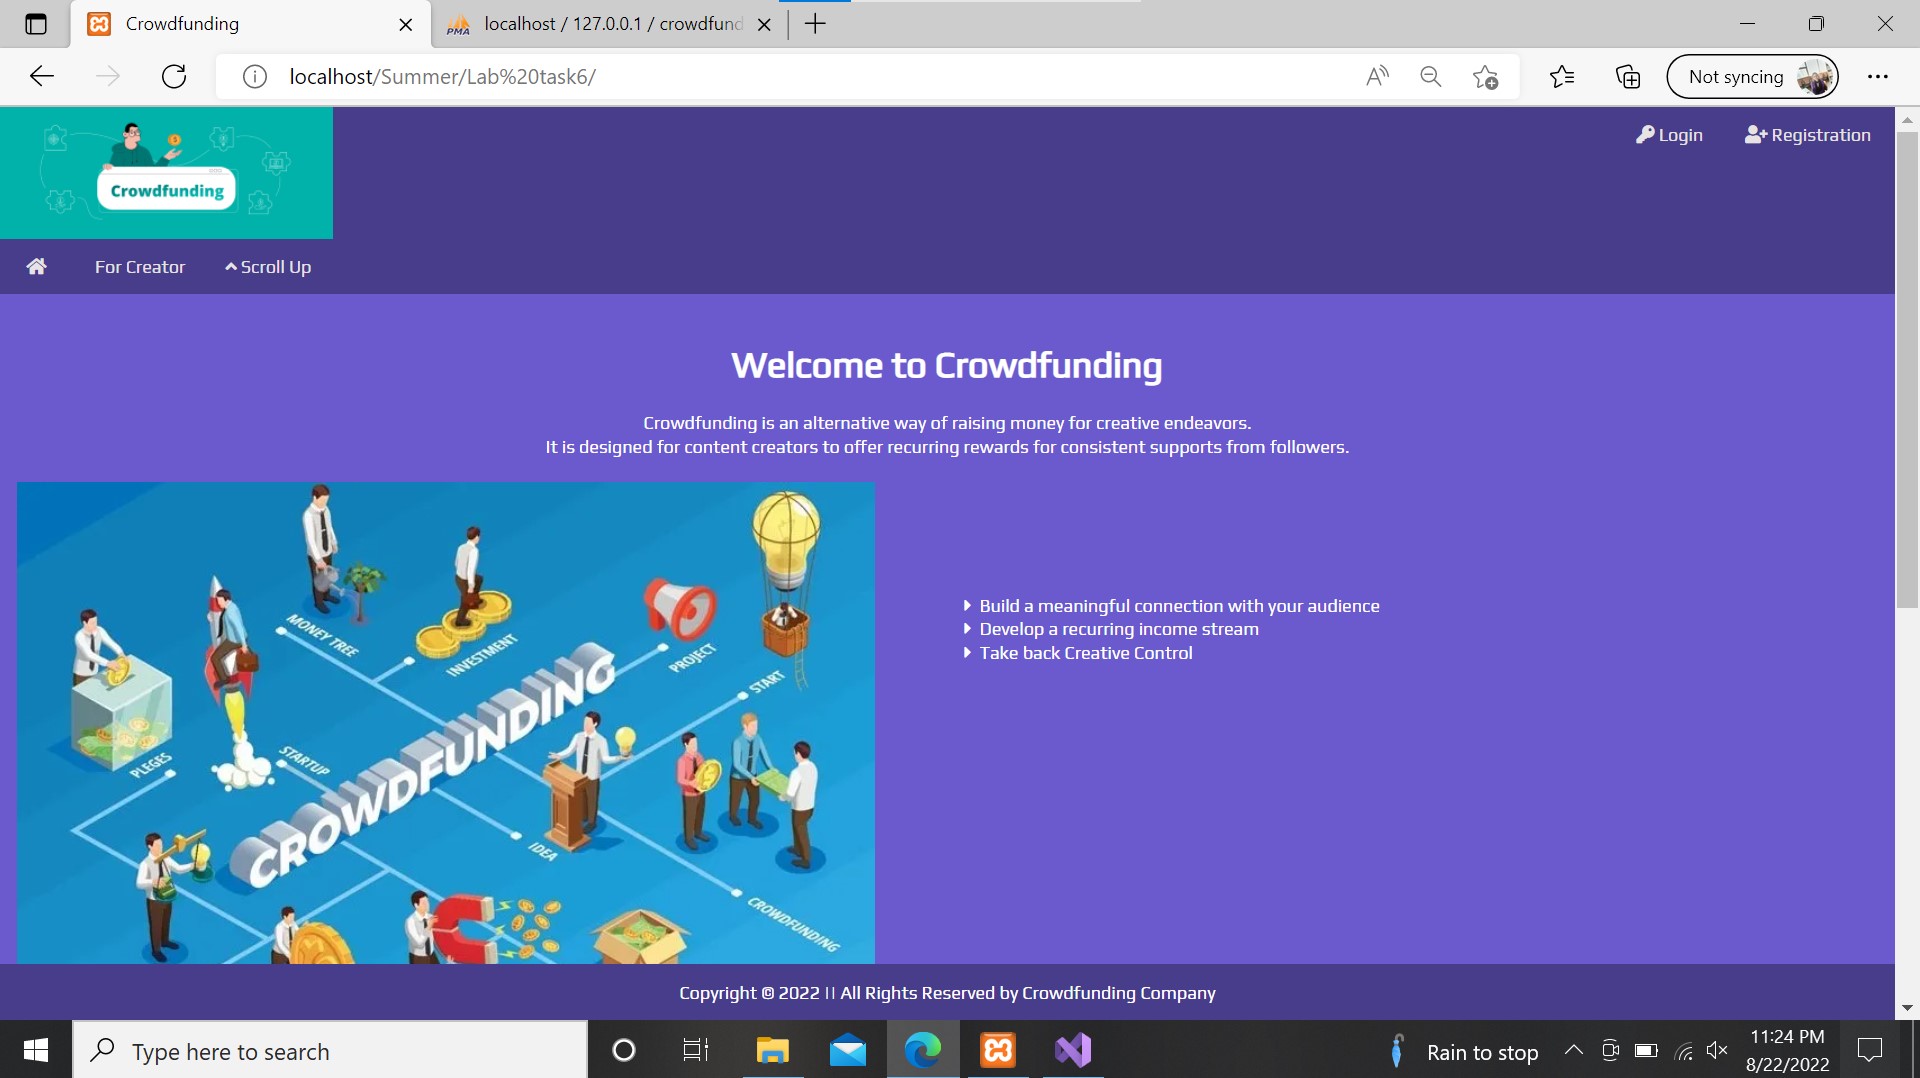 Crowdfunding
localhost / 127.0.0.1 / crowdfund
PMA
localhost/Summer/Lab%20task6/
Not syncing
Crowdfunding
Login
Registration
For Creator
Scroll Up
Welcome to Crowdfunding
Crowdfunding is an alternative way of raising money for creative endeavors.
It is designed for content creators to offer recurring rewards for consistent supports from followers.
MONEY TREE
INVESTMENT
PROJECT
START
PLEGES
STARTUP
CROWDFUNDING
IDEA
CROWDFUNDING
Build a meaningful connection with your audience
Develop a recurring income stream
Take back Creative Control
Copyright © 2022 || All Rights Reserved by Crowdfunding Company
Type here to search
Rain to stop
11:24 PM
8/22/2022